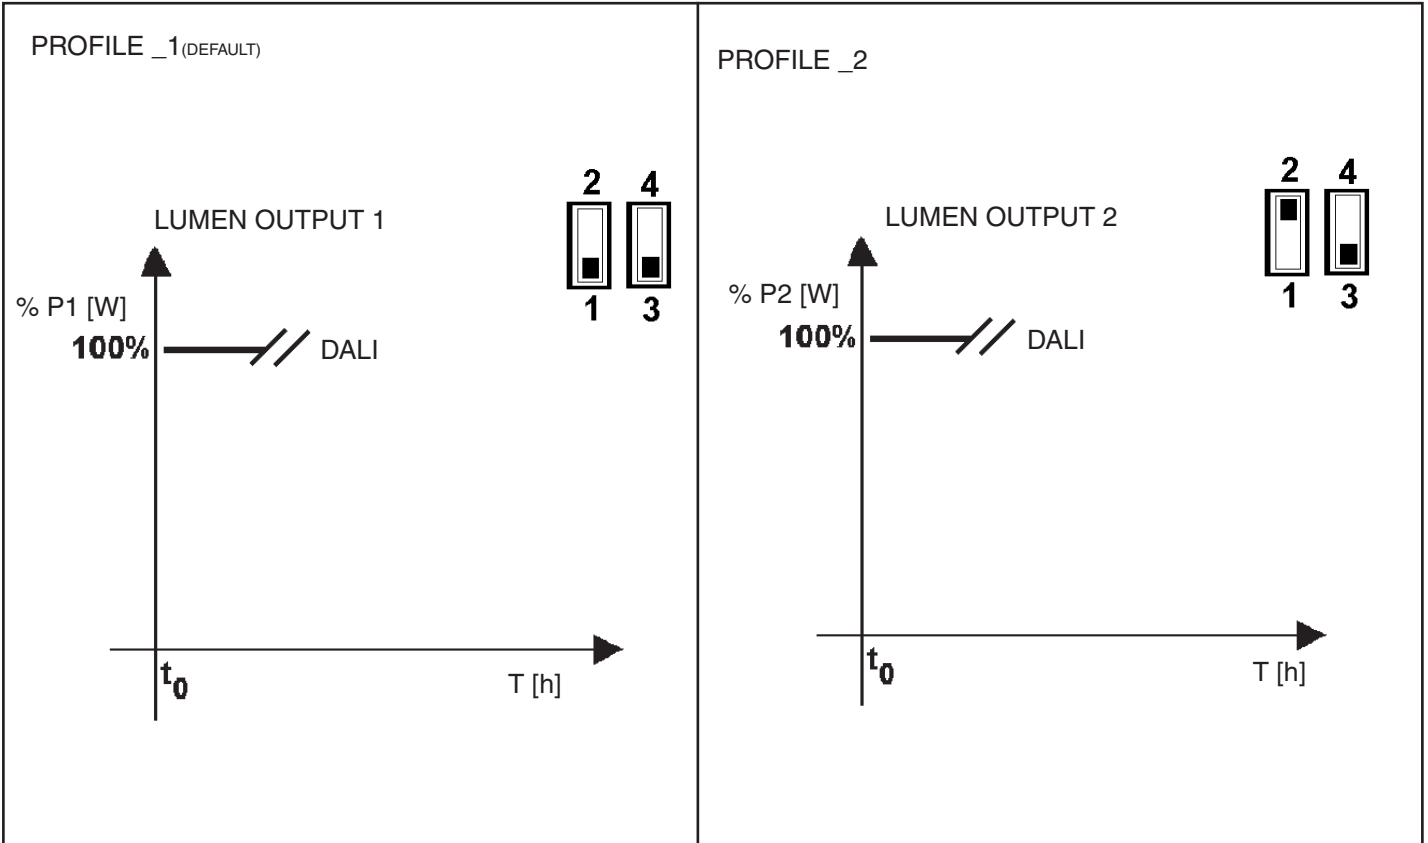 PROFILE _1(DEFAULT)
2 4
LUMEN OUTPUT 1
% P1 [W]
1 3
100%
DALI
t0
T [h]
PROFILE _2
2 4
LUMEN OUTPUT 2
% P2 [W]
1 3
100%
DALI
t0
T [h]